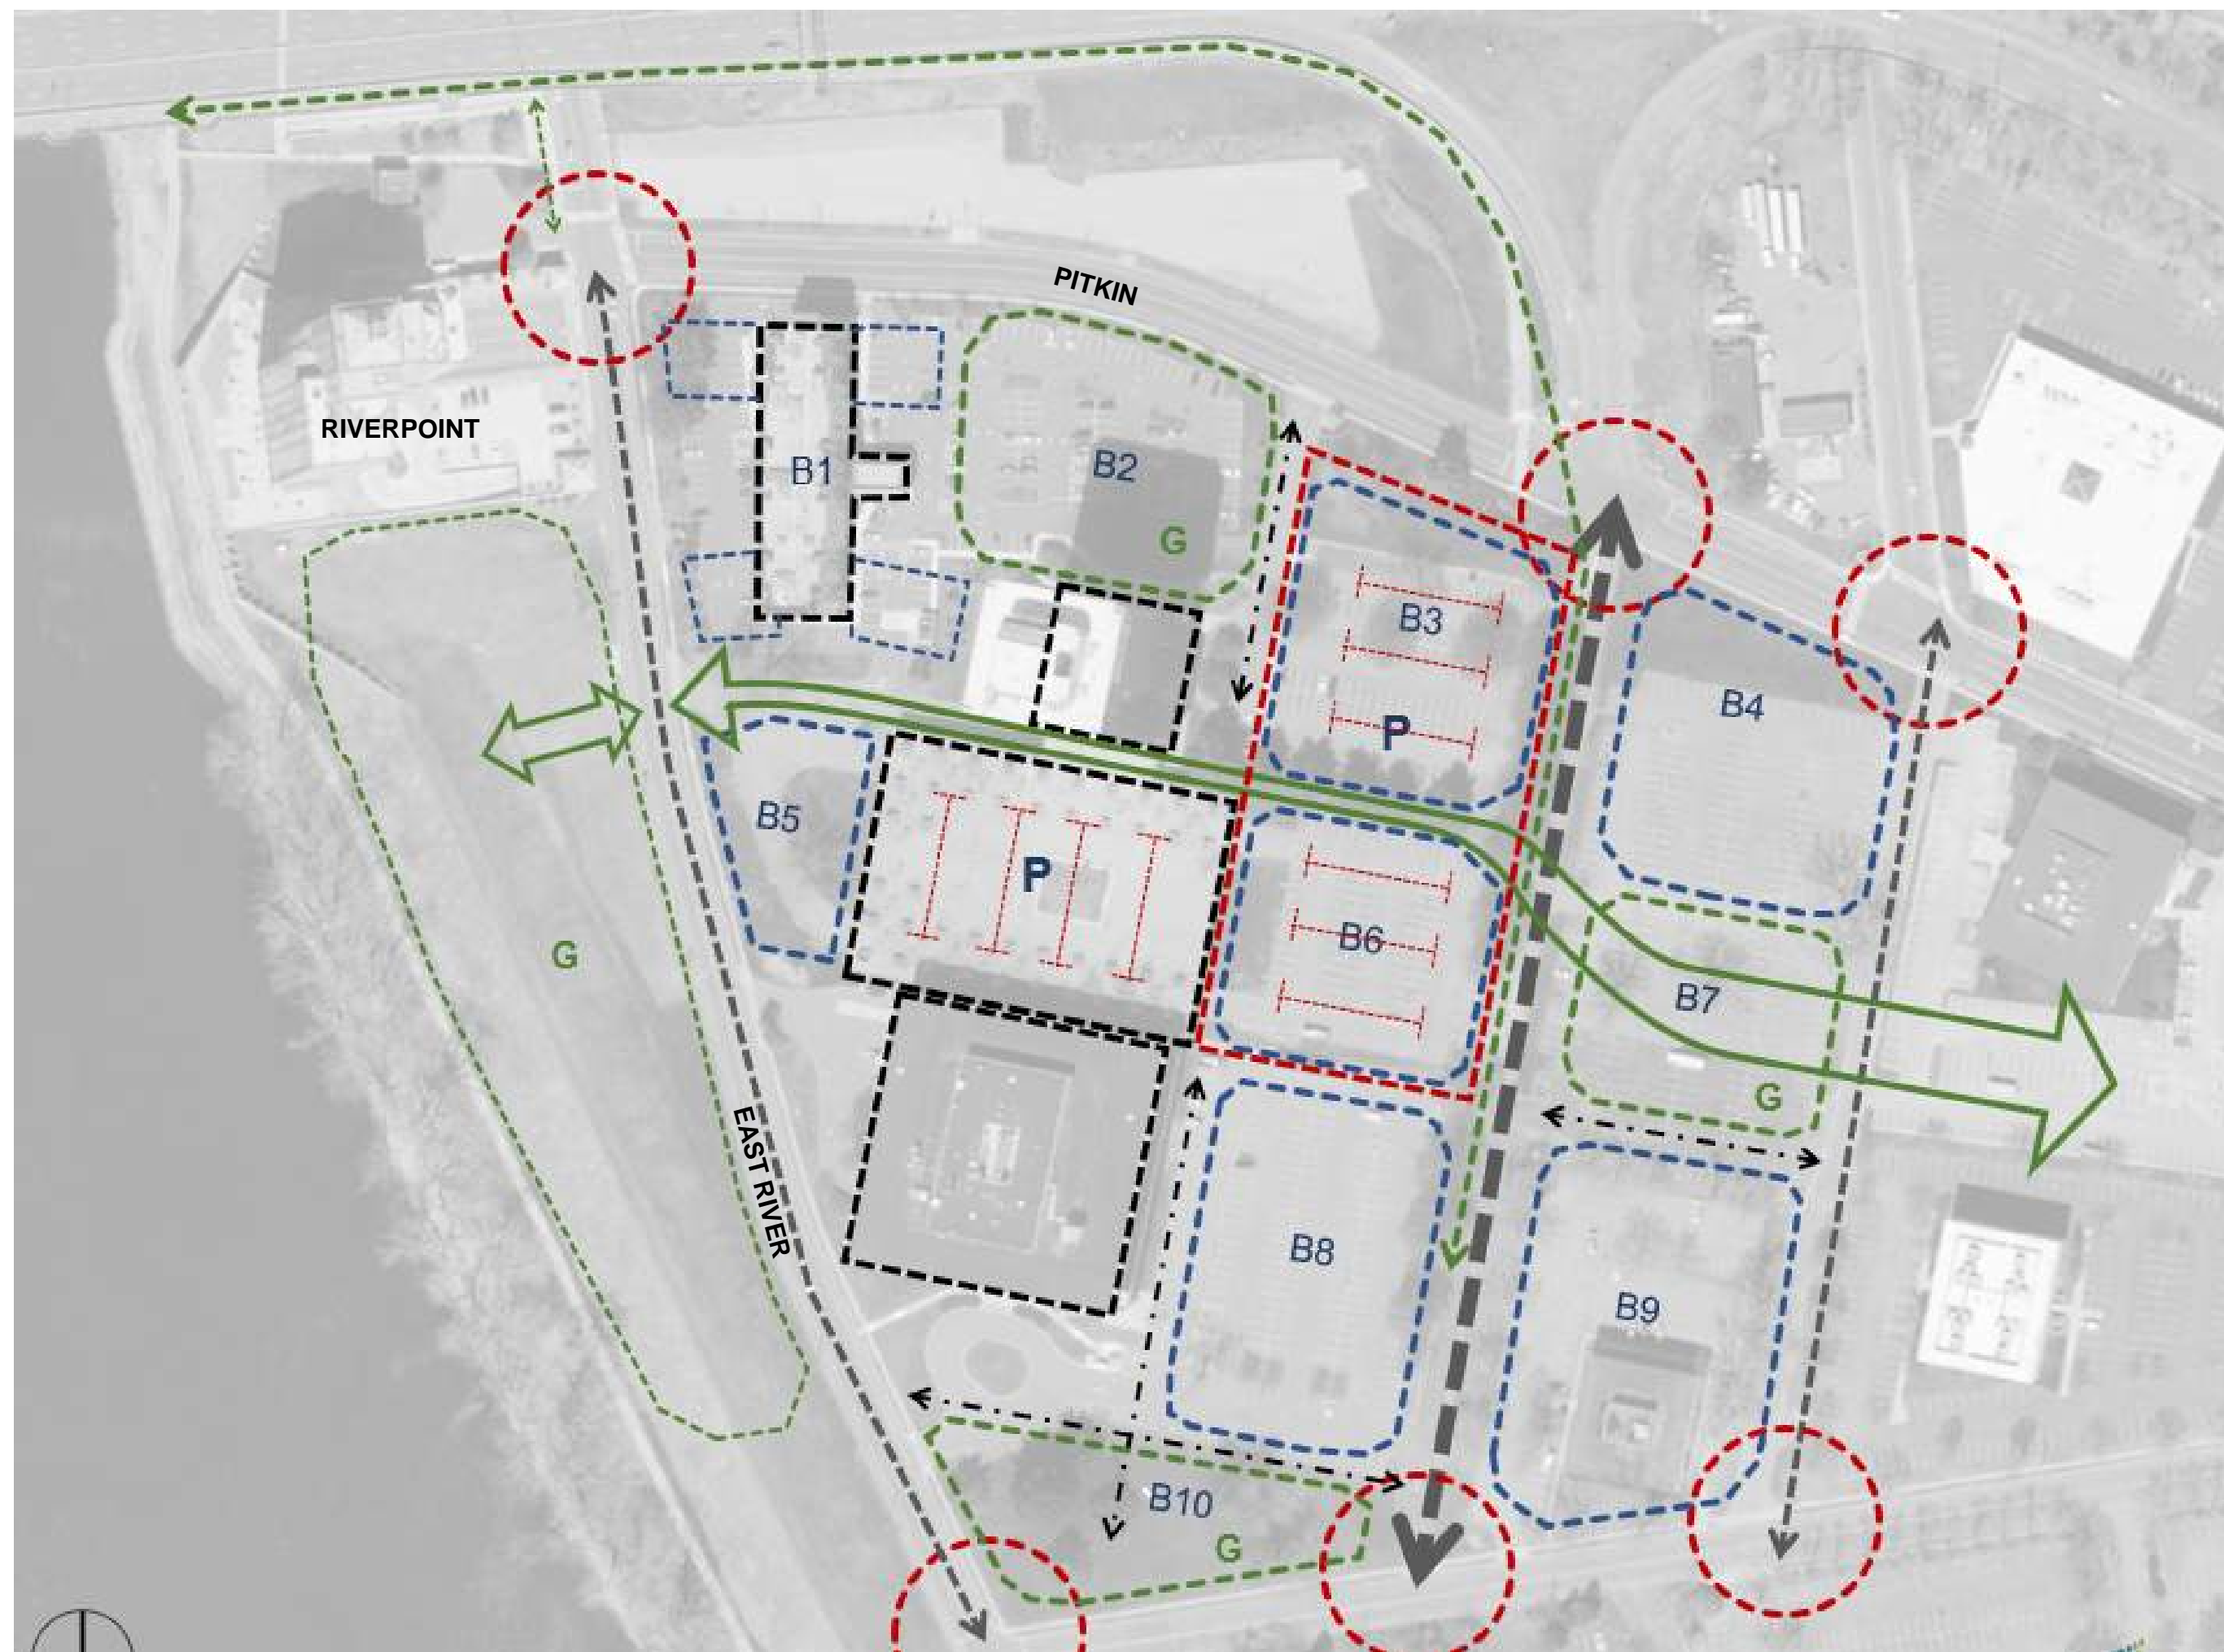 PITKIN
RIVERPOINT
B1
B2
G
B3
P
B4
B5
P
B6
B7
G
G
EAST RIVER
B8
B9
B10
G